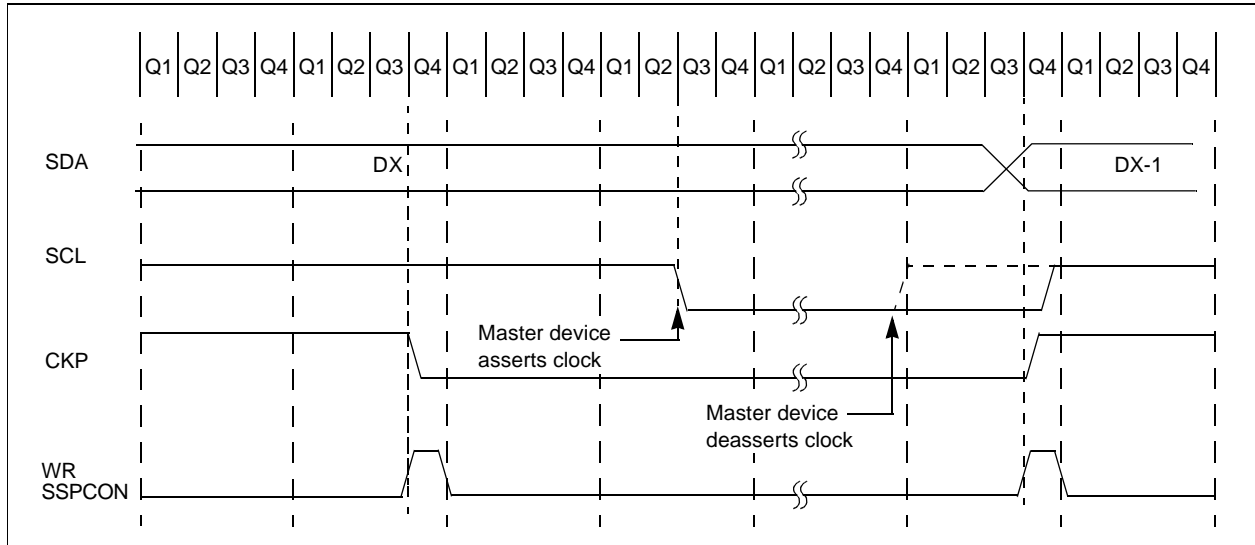 Q1 Q2 Q3 Q4 Q1 Q2 Q3 Q4 Q1 Q2 Q3 Q4 Q1 Q2 Q3 Q4 Q1 Q2 Q3 Q4 Q1 Q2 Q3 Q4 Q1 Q2 Q3 Q4
SDA
DX
DX-1
SCL
Master device
asserts clock
CKP
Master device
deasserts clock
WR
SSPCON